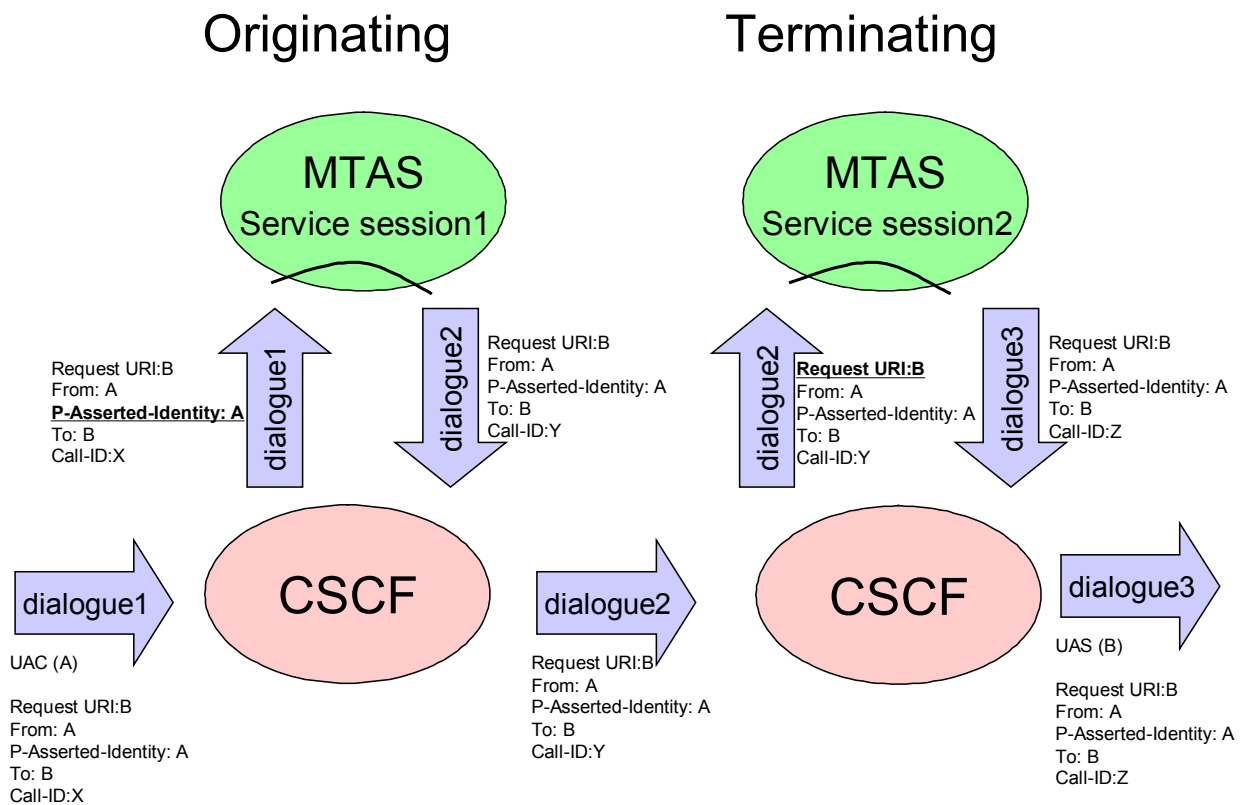 Originating
Terminating
MTAS
Service session1
MTAS
Service session2
Request URI:B
From: A
P-Asserted-Identity: A
To: B
Call-ID:X
dialogue1
dialogue2
Request URI:B
From: A
P-Asserted-Identity: A
To: B
Call-ID:Y
dialogue2
Request URI:B
From: A
P-Asserted-Identity: A
To: B
Call-ID:Y
dialogue3
Request URI:B
From: A
P-Asserted-Identity: A
To: B
Call-ID:Z
dialogue1
CSCF
dialogue2
CSCF
dialogue3
UAC (A)
Request URI:B
From: A
P-Asserted-Identity: A
To: B
Call-ID:X
Request URI:B
From: A
P-Asserted-Identity: A
To: B
Call-ID:Y
UAS (B)
Request URI:B
From: A
P-Asserted-Identity: A
To: B
Call-ID:Z